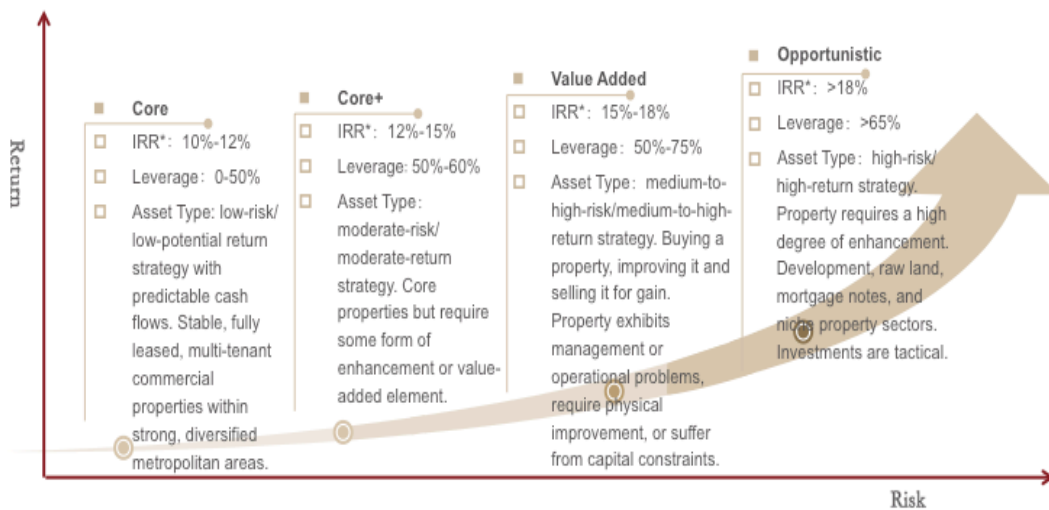 Return
Core
IRR*: 10%-12%
Leverage: 0-50%
Asset Type: low-risk/
low-potential return
strategy with
predictable cash
flows. Stable, fully
leased, multi-tenant
commercial
properties within
strong, diversified
metropolitan areas.
Core+
IRR*: 12%-15%
Leverage: 50%-60%
Asset Type:
moderate-risk/
moderate-return
strategy. Core
properties but require
some form of
enhancement or value-
added element.
Value Added
IRR*: 15%-18%
Leverage: 50%-75%
Asset Type: medium-to-
high-risk/medium-to-high-
return strategy. Buying a
property, improving it and
selling it for gain.
Property exhibits
management or
operational problems,
require physical
improvement, or suffer
from capital constraints.
Opportunistic
IRR*: >18%
Leverage: >65%
Asset Type: high-risk/
high-return strategy.
Property requires a high
degree of enhancement.
Development, raw land,
mortgage notes, and
niche property sectors.
Investments are tactical.
Risk